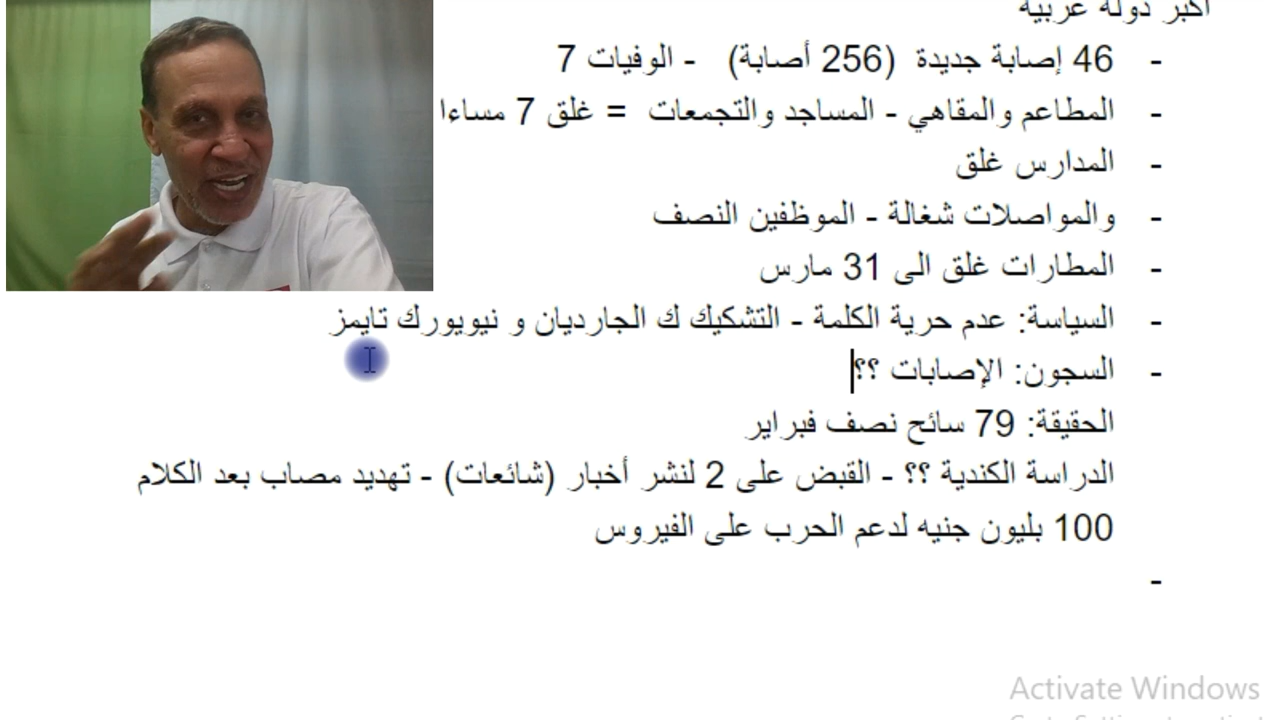 أكبر دولة عربية
- 46 إصابة جديدة (256 أصابة) - الوفيات 7
- المطاعم والمقاهي - المساجد والتجمعات = غلق 7 مساءا
- المدارس غلق
- والمواصلات شغالة - الموظفين النصف
- المطارات غلق الى 31 مارس
- السياسة: عدم حرية الكلمة - التشكيك ك الجارديان و نيويورك تايمز
- السجون: الإصابات ؟؟
الحقيقة: 79 سائح نصف فبراير
الدراسة الكندية ؟؟ - القبض على 2 لنشر أخبار (شائعات) - تهديد مصاب بعد الكلام
100 بليون جنيه لدعم الحرب على الفيروس
-
Activate Windows